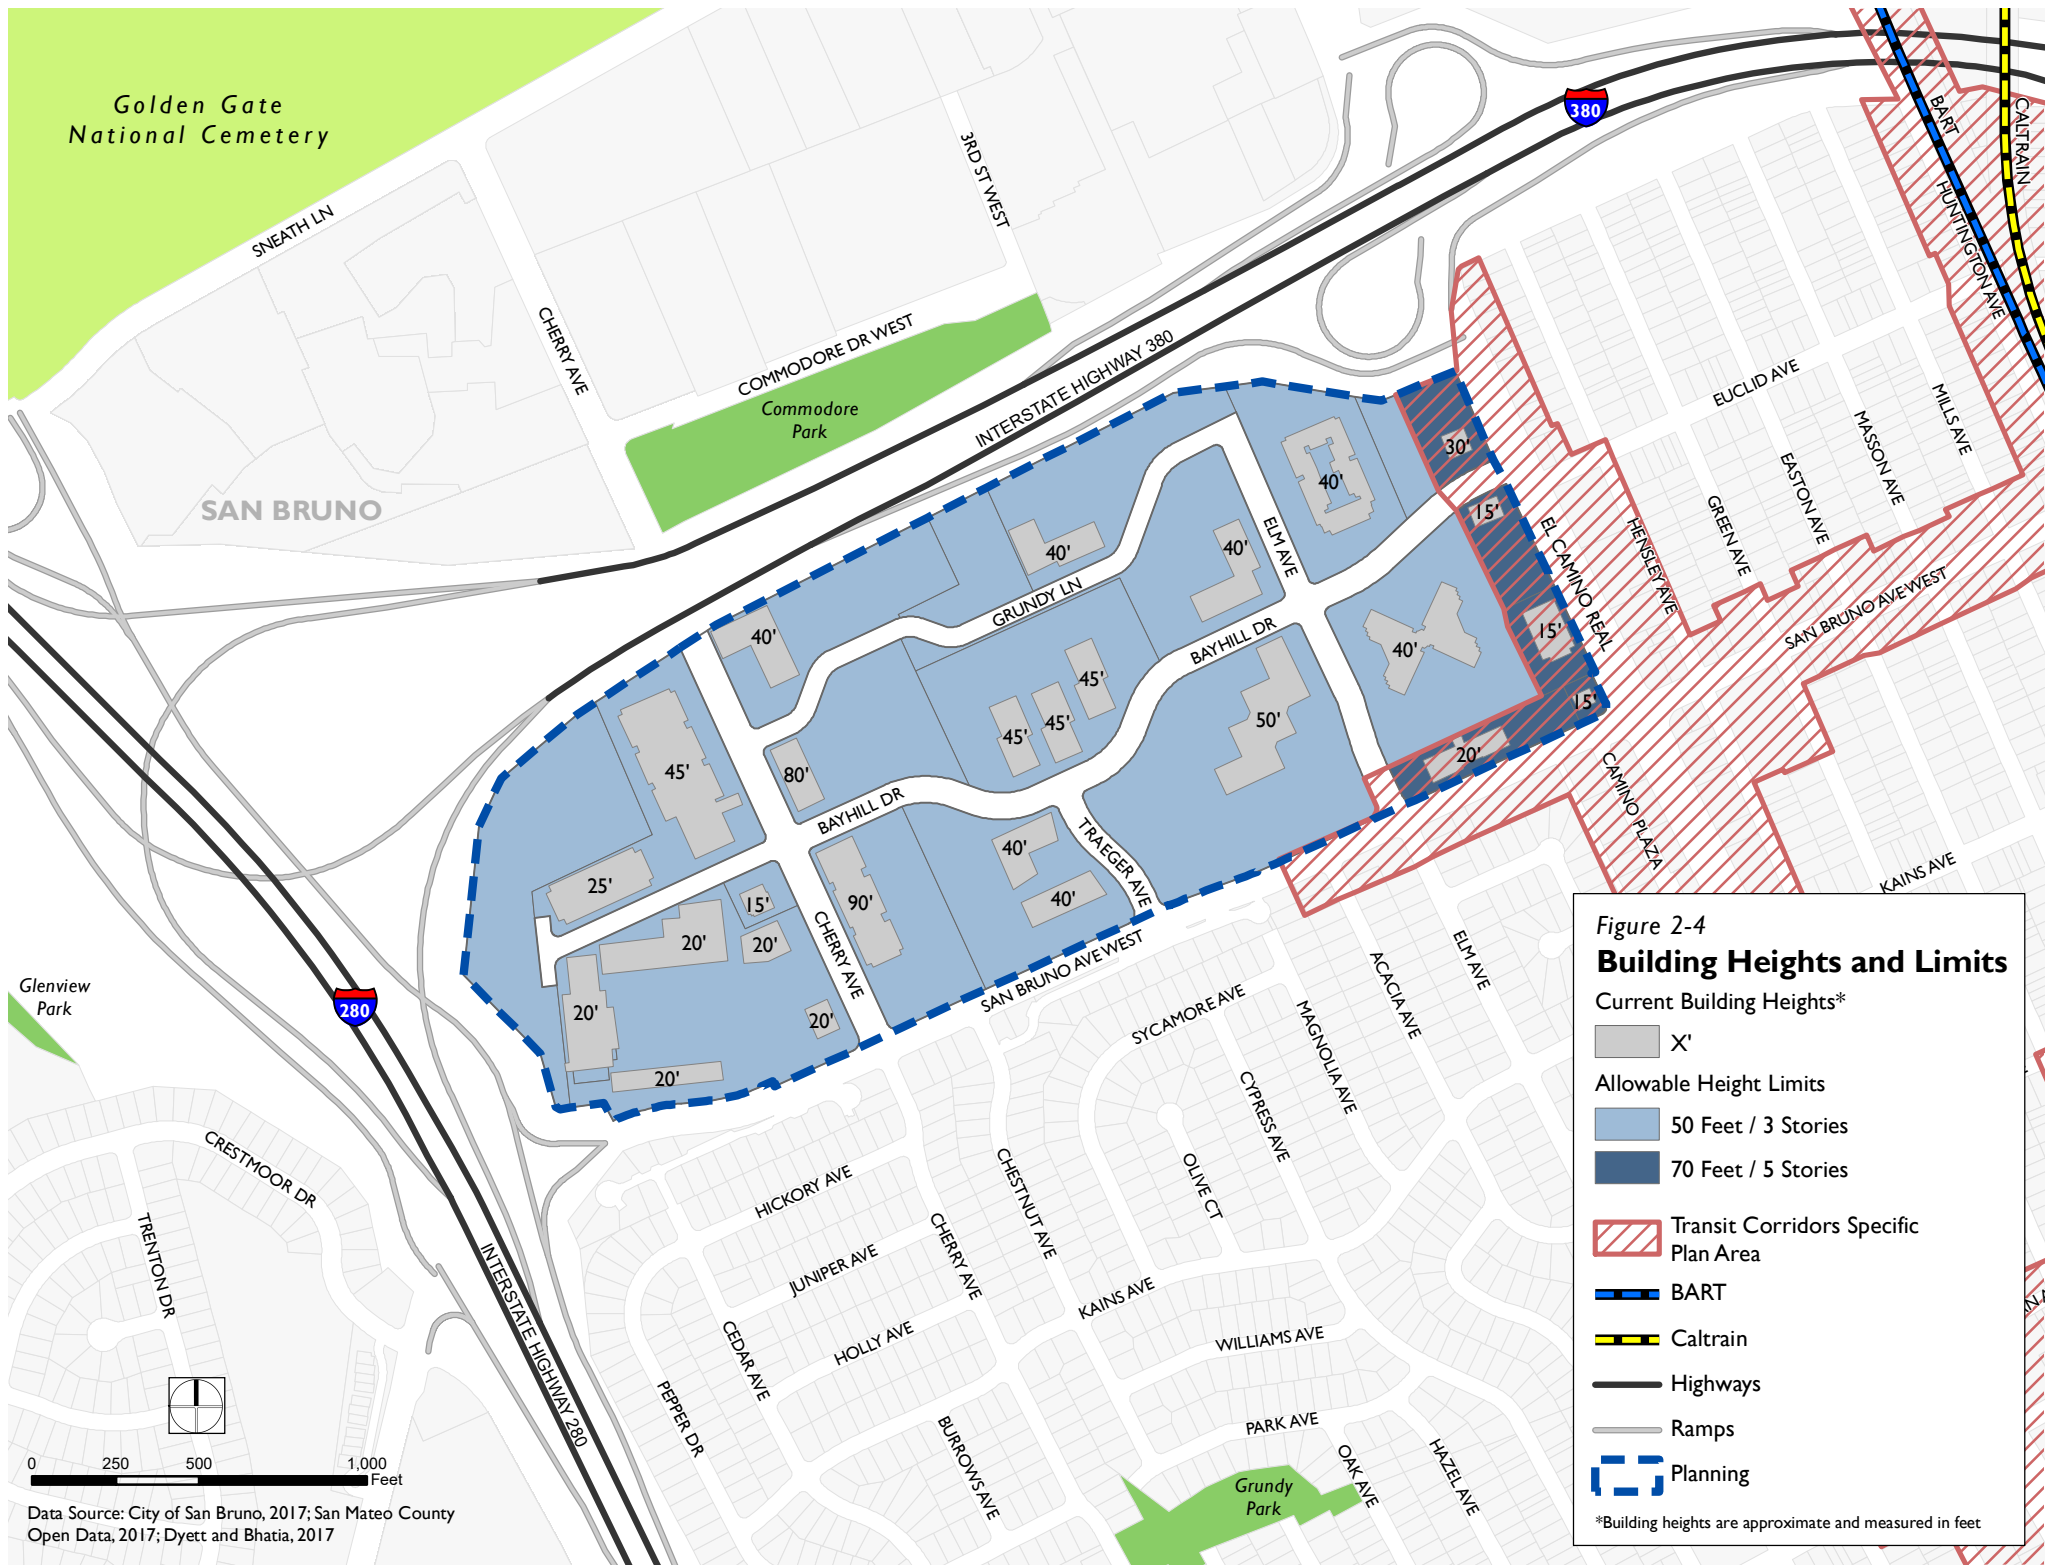 Golden Gate
National Cemetery
SNEATH LN
3RD ST WEST
380
BART
CALTRAIN
HUNTINGTON AVE
CHERRY AVE
COMMODORE DR WEST
INTERSTATE HIGHWAY 380
Commodore
Park
EUCLID AVE
MILLS AVE
MASSON AVE
EASTON AVE
GREEN AVE
HENSLEY AVE
SAN BRUNO
30'
40'
15'
ELM AVE
EL CAMINO REAL
40'
40'
GRUNDY LN
SAN BRUNO AVE WEST
40'
BAYHILL DR
15'
40'
45'
15'
45'
45'
50'
20'
45'
80'
BAYHILL DR
CAMINO PLAZA
TRAEGER AVE
40'
25'
15'
90'
40'
KAINS AVE
20'
20'
CHERRY AVE
SAN BRUNO AVE WEST
20'
20'
20'
Glenview
Park
280
SYCAMORE AVE
ACACIA AVE
ELM AVE
MAGNOLIA AVE
CYPRESS AVE
CRESTMOOR DR
HICKORY AVE
CHESTNUT AVE
OLIVE CT
TRENTON DR
CHERRY AVE
JUNIPER AVE
INTERSTATE HIGHWAY 280
KAINS AVE
CEDAR AVE
HOLLY AVE
WILLIAMS AVE
PEPPER DR
BURROWS AVE
PARK AVE
OAK AVE
HAZEL AVE
Grundy
Park
Figure 2-4
Building Heights and Limits
Current Building Heights*
X'
Allowable Height Limits
50 Feet / 3 Stories
70 Feet / 5 Stories
Transit Corridors Specific
Plan Area
BART
Caltrain
Highways
Ramps
Planning
*Building heights are approximate and measured in feet
0 250 500 1,000
Feet
Data Source: City of San Bruno, 2017; San Mateo County
Open Data, 2017; Dyett and Bhatia, 2017